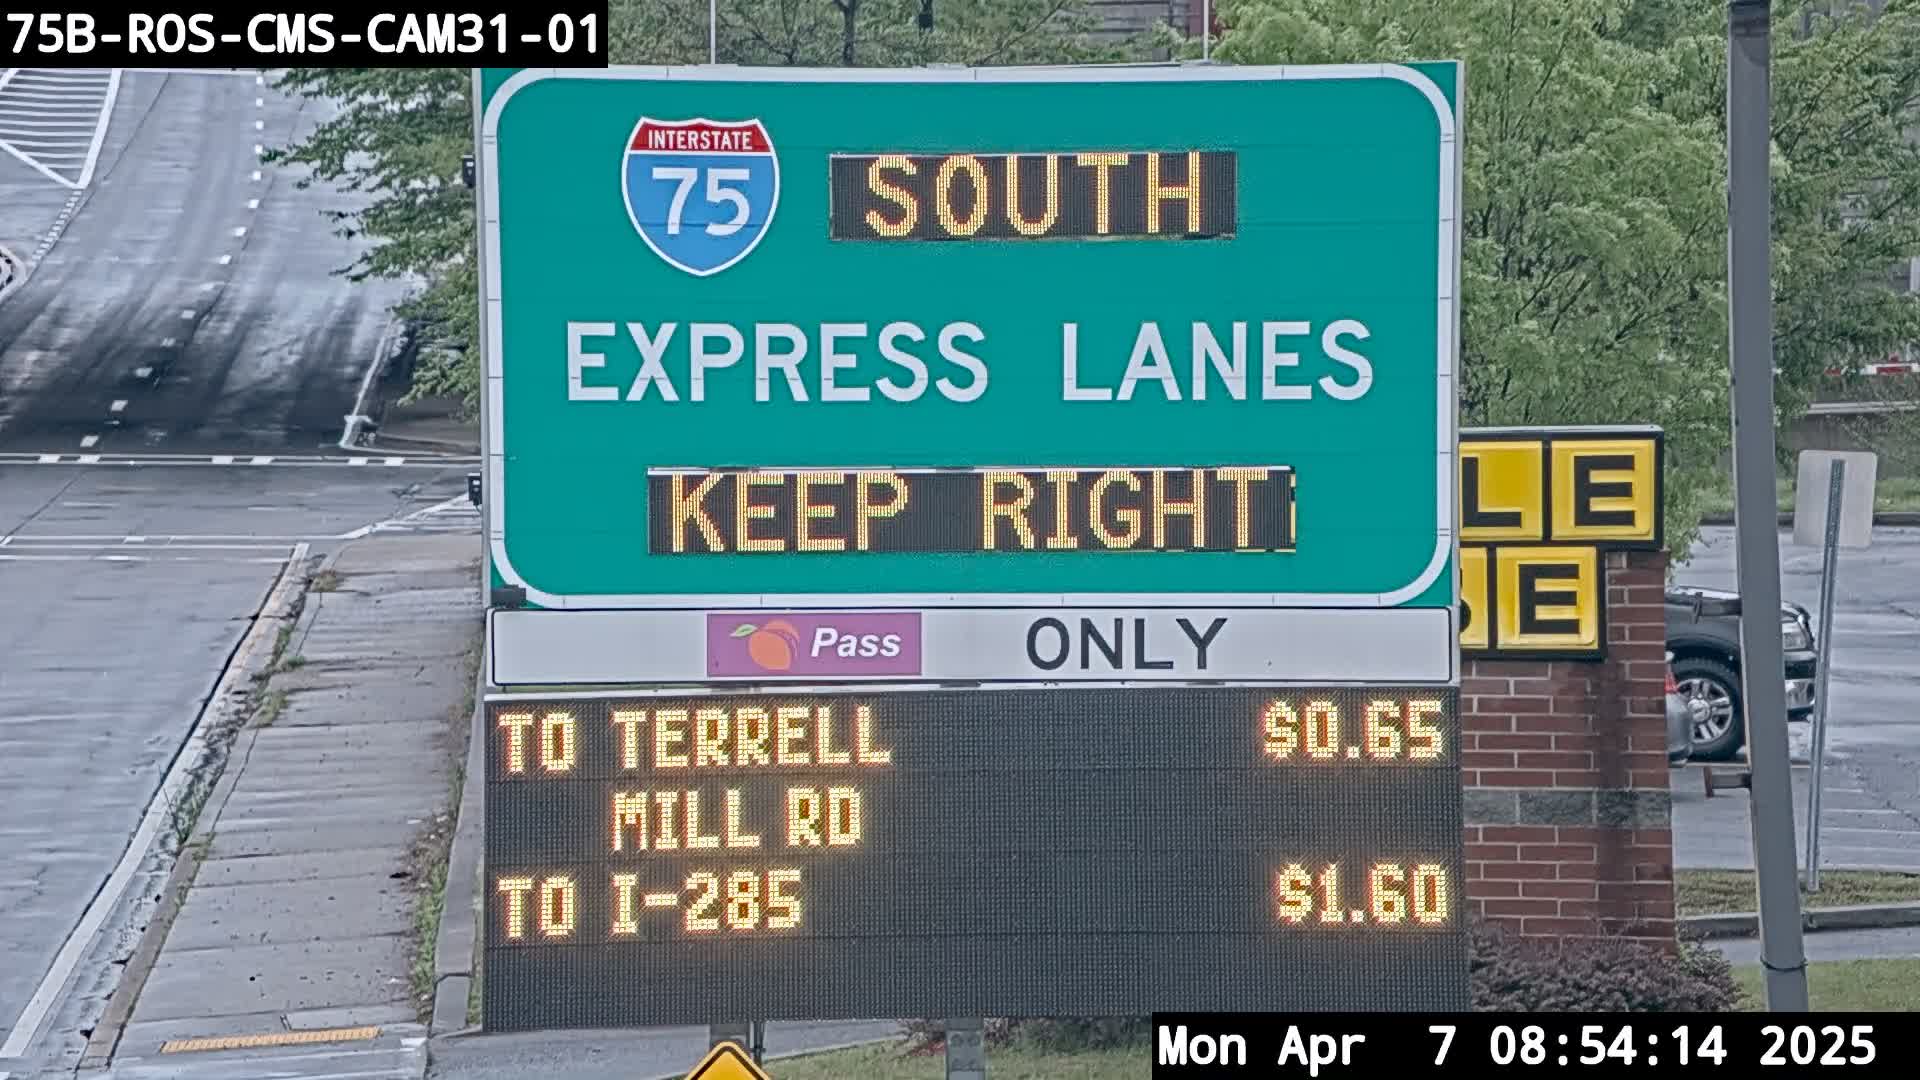 75B-ROS-CMS-CAM31-01
INTERSTATE
75
SOUTH
EXPRESS LANES
KEEP RIGHT
Pass ONLY
TO TERRELL $0.65
MILL RD
TO I-285 $1.60
LE
E
Mon Apr 7 08:54:14 2025